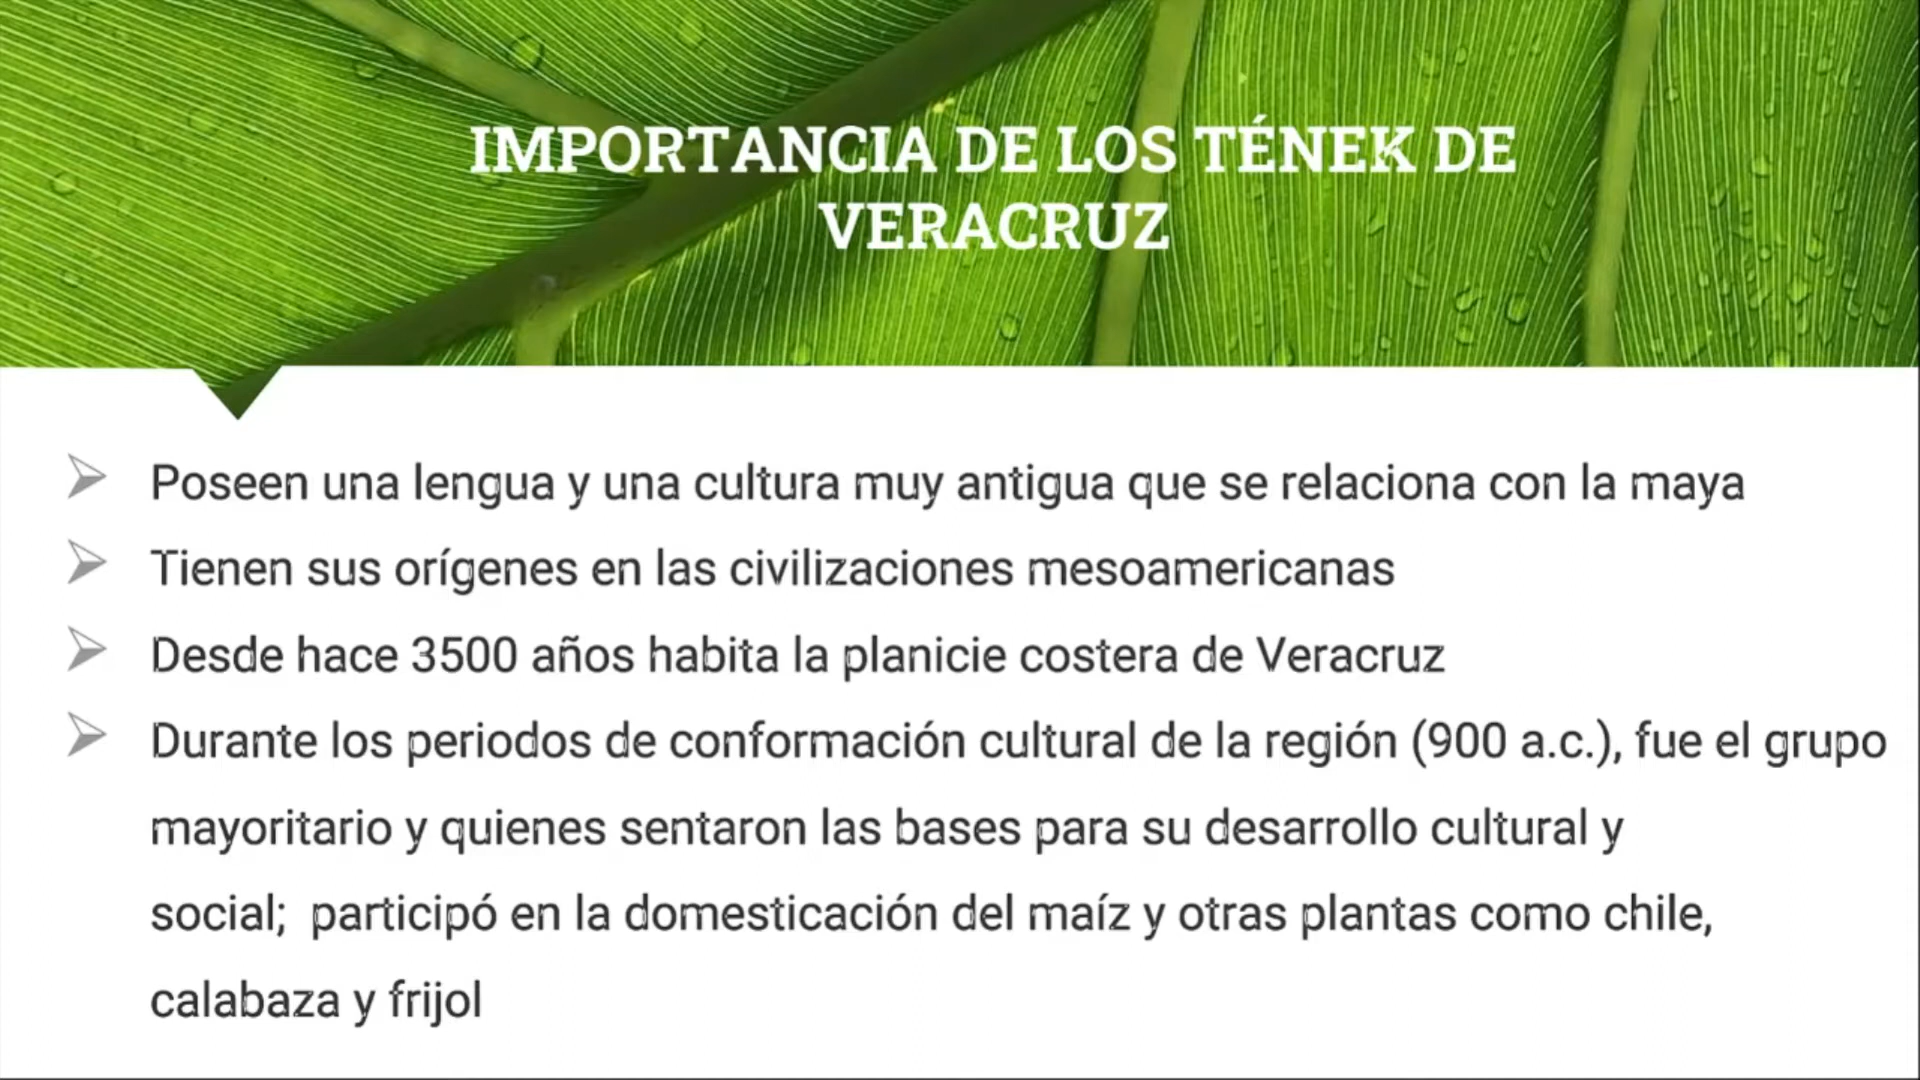 IMPORTANCIA DE LOS TÉNEK DE
VERACRUZ
Poseen una lengua y una cultura muy antigua que se relaciona con la maya
Tienen sus orígenes en las civilizaciones mesoamericanas
Desde hace 3500 años habita la planicie costera de Veracruz
Durante los periodos de conformación cultural de la región (900 a.c.), fue el grupo
mayoritario y quienes sentaron las bases para su desarrollo cultural y
social; participó en la domesticación del maíz y otras plantas como chile,
calabaza y frijol